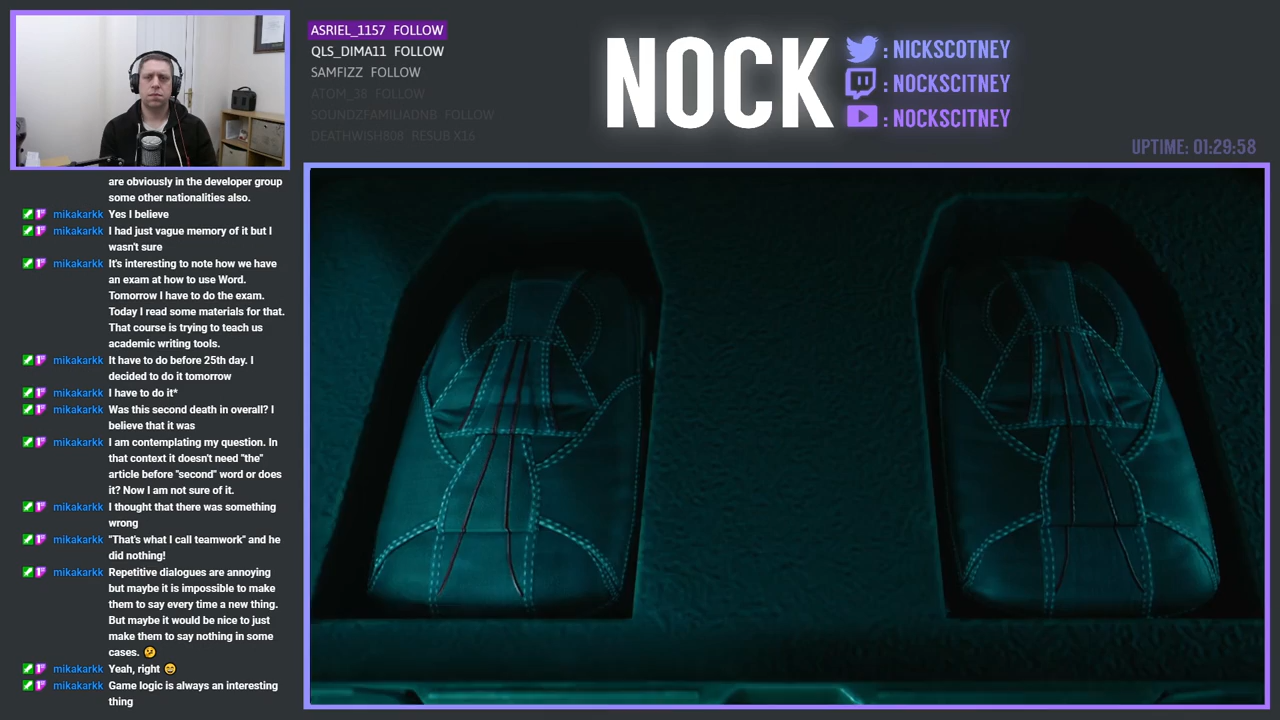 ASRIEL_1157 FOLLOW
QLS_DIMA11 FOLLOW
SAMFIZZ FOLLOW
ATOM_38 FOLLOW
SOUNDZFAMILIADNB FOLLOW
DEATHWISH808 RESUB X16
NOCK
: NICKSCOTNEY
: NOCKSCITNEY
: NOCKSCITNEY
UPTIME: 01:29:58
are obviously in the developer group
some other nationalities also.
mikakarkk Yes I believe
mikakarkk I had just vague memory of it but I
wasn't sure
mikakarkk It's interesting to note how we have
an exam at how to use Word.
Tomorrow I have to do the exam.
Today I read some materials for that.
That course is trying to teach us
academic writing tools.
mikakarkk It have to do before 25th day. I
decided to do it tomorrow
mikakarkk I have to do it*
mikakarkk Was this second death in overall? I
believe that it was
mikakarkk I am contemplating my question. In
that context it doesn't need "the"
article before "second" word or does
it? Now I am not sure of it.
mikakarkk I thought that there was something
wrong
mikakarkk "That's what I call teamwork" and he
did nothing!
mikakarkk Repetitive dialogues are annoying
but maybe it is impossible to make
them to say every time a new thing.
But maybe it would be nice to just
make them to say nothing in some
cases. 😕
mikakarkk Yeah, right 😄
mikakarkk Game logic is always an interesting
thing